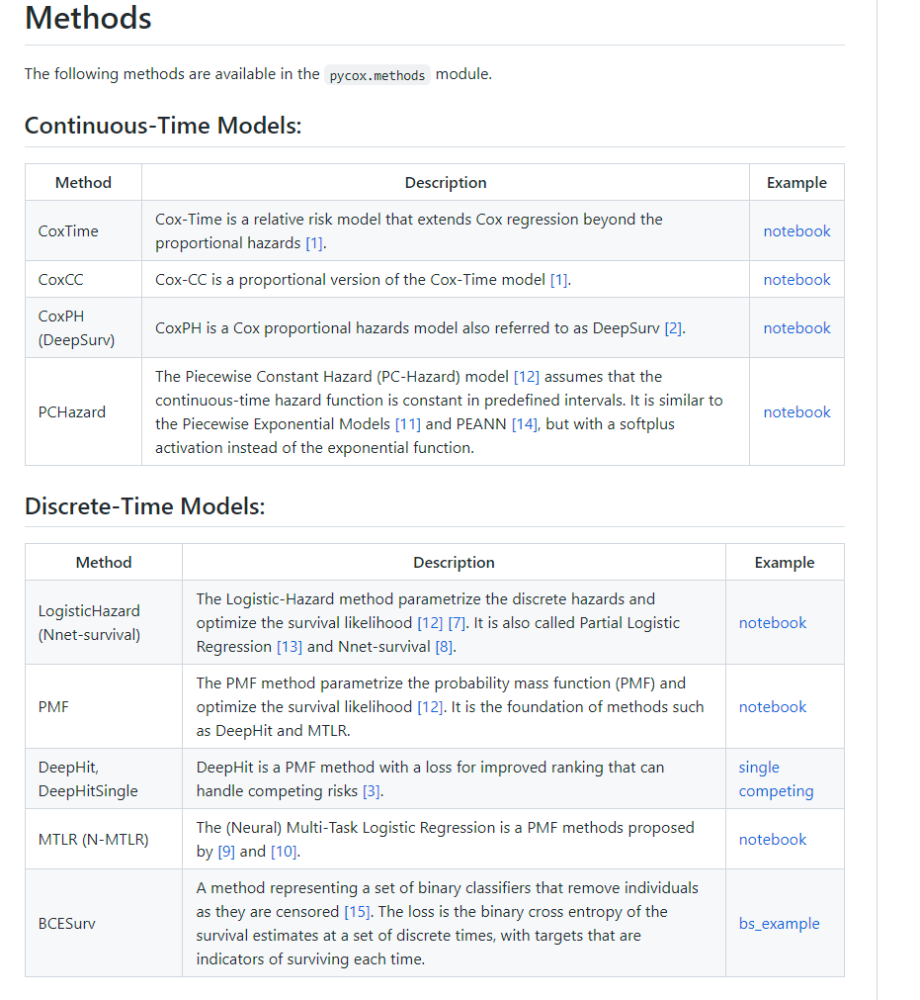 Methods
The following methods are available in the pycox.methods module.
Continuous-Time Models:
Method Description Example
CoxTime
Cox-Time is a relative risk model that extends Cox regression beyond the
proportional hazards [1].
notebook
CoxCC
Cox-CC is a proportional version of the Cox-Time model [1].
notebook
CoxPH
(DeepSurv)
CoxPH is a Cox proportional hazards model also referred to as DeepSurv [2].
notebook
PCHazard
The Piecewise Constant Hazard (PC-Hazard) model [12] assumes that the
continuous-time hazard function is constant in predefined intervals. It is similar to
the Piecewise Exponential Models [11] and PEANN [14], but with a softplus
activation instead of the exponential function.
notebook
Discrete-Time Models:
Method Description Example
LogisticHazard
(Nnet-survival)
The Logistic-Hazard method parametrize the discrete hazards and
optimize the survival likelihood [12] [7]. It is also called Partial Logistic
Regression [13] and Nnet-survival [8].
notebook
PMF
The PMF method parametrize the probability mass function (PMF) and
optimize the survival likelihood [12]. It is the foundation of methods such
as DeepHit and MTLR.
notebook
DeepHit,
DeepHitSingle
DeepHit is a PMF method with a loss for improved ranking that can
handle competing risks [3].
single
competing
MTLR (N-MTLR)
The (Neural) Multi-Task Logistic Regression is a PMF methods proposed
by [9] and [10].
notebook
BCESurv
A method representing a set of binary classifiers that remove individuals
as they are censored [15]. The loss is the binary cross entropy of the
survival estimates at a set of discrete times, with targets that are
indicators of surviving each time.
bs_example